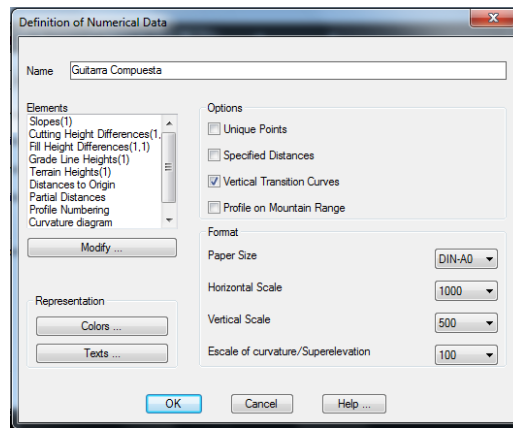 Definition of Numerical Data
Name Guitarra Compuesta
Elements
Slopes(1)
Cutting Height Differences(1,
Fill Height Differences(1,1)
Grade Line Heights(1)
Terrain Heights(1)
Distances to Origin
Partial Distances
Profile Numbering
Curvature diagram
Modify ...
Representation
Colors ...
Texts ...
Options
Unique Points
Specified Distances
Vertical Transition Curves
Profile on Mountain Range
Format
Paper Size DIN-A0
Horizontal Scale 1000
Vertical Scale 500
Escale of curvature/Superelevation 100
OK Cancel Help ...